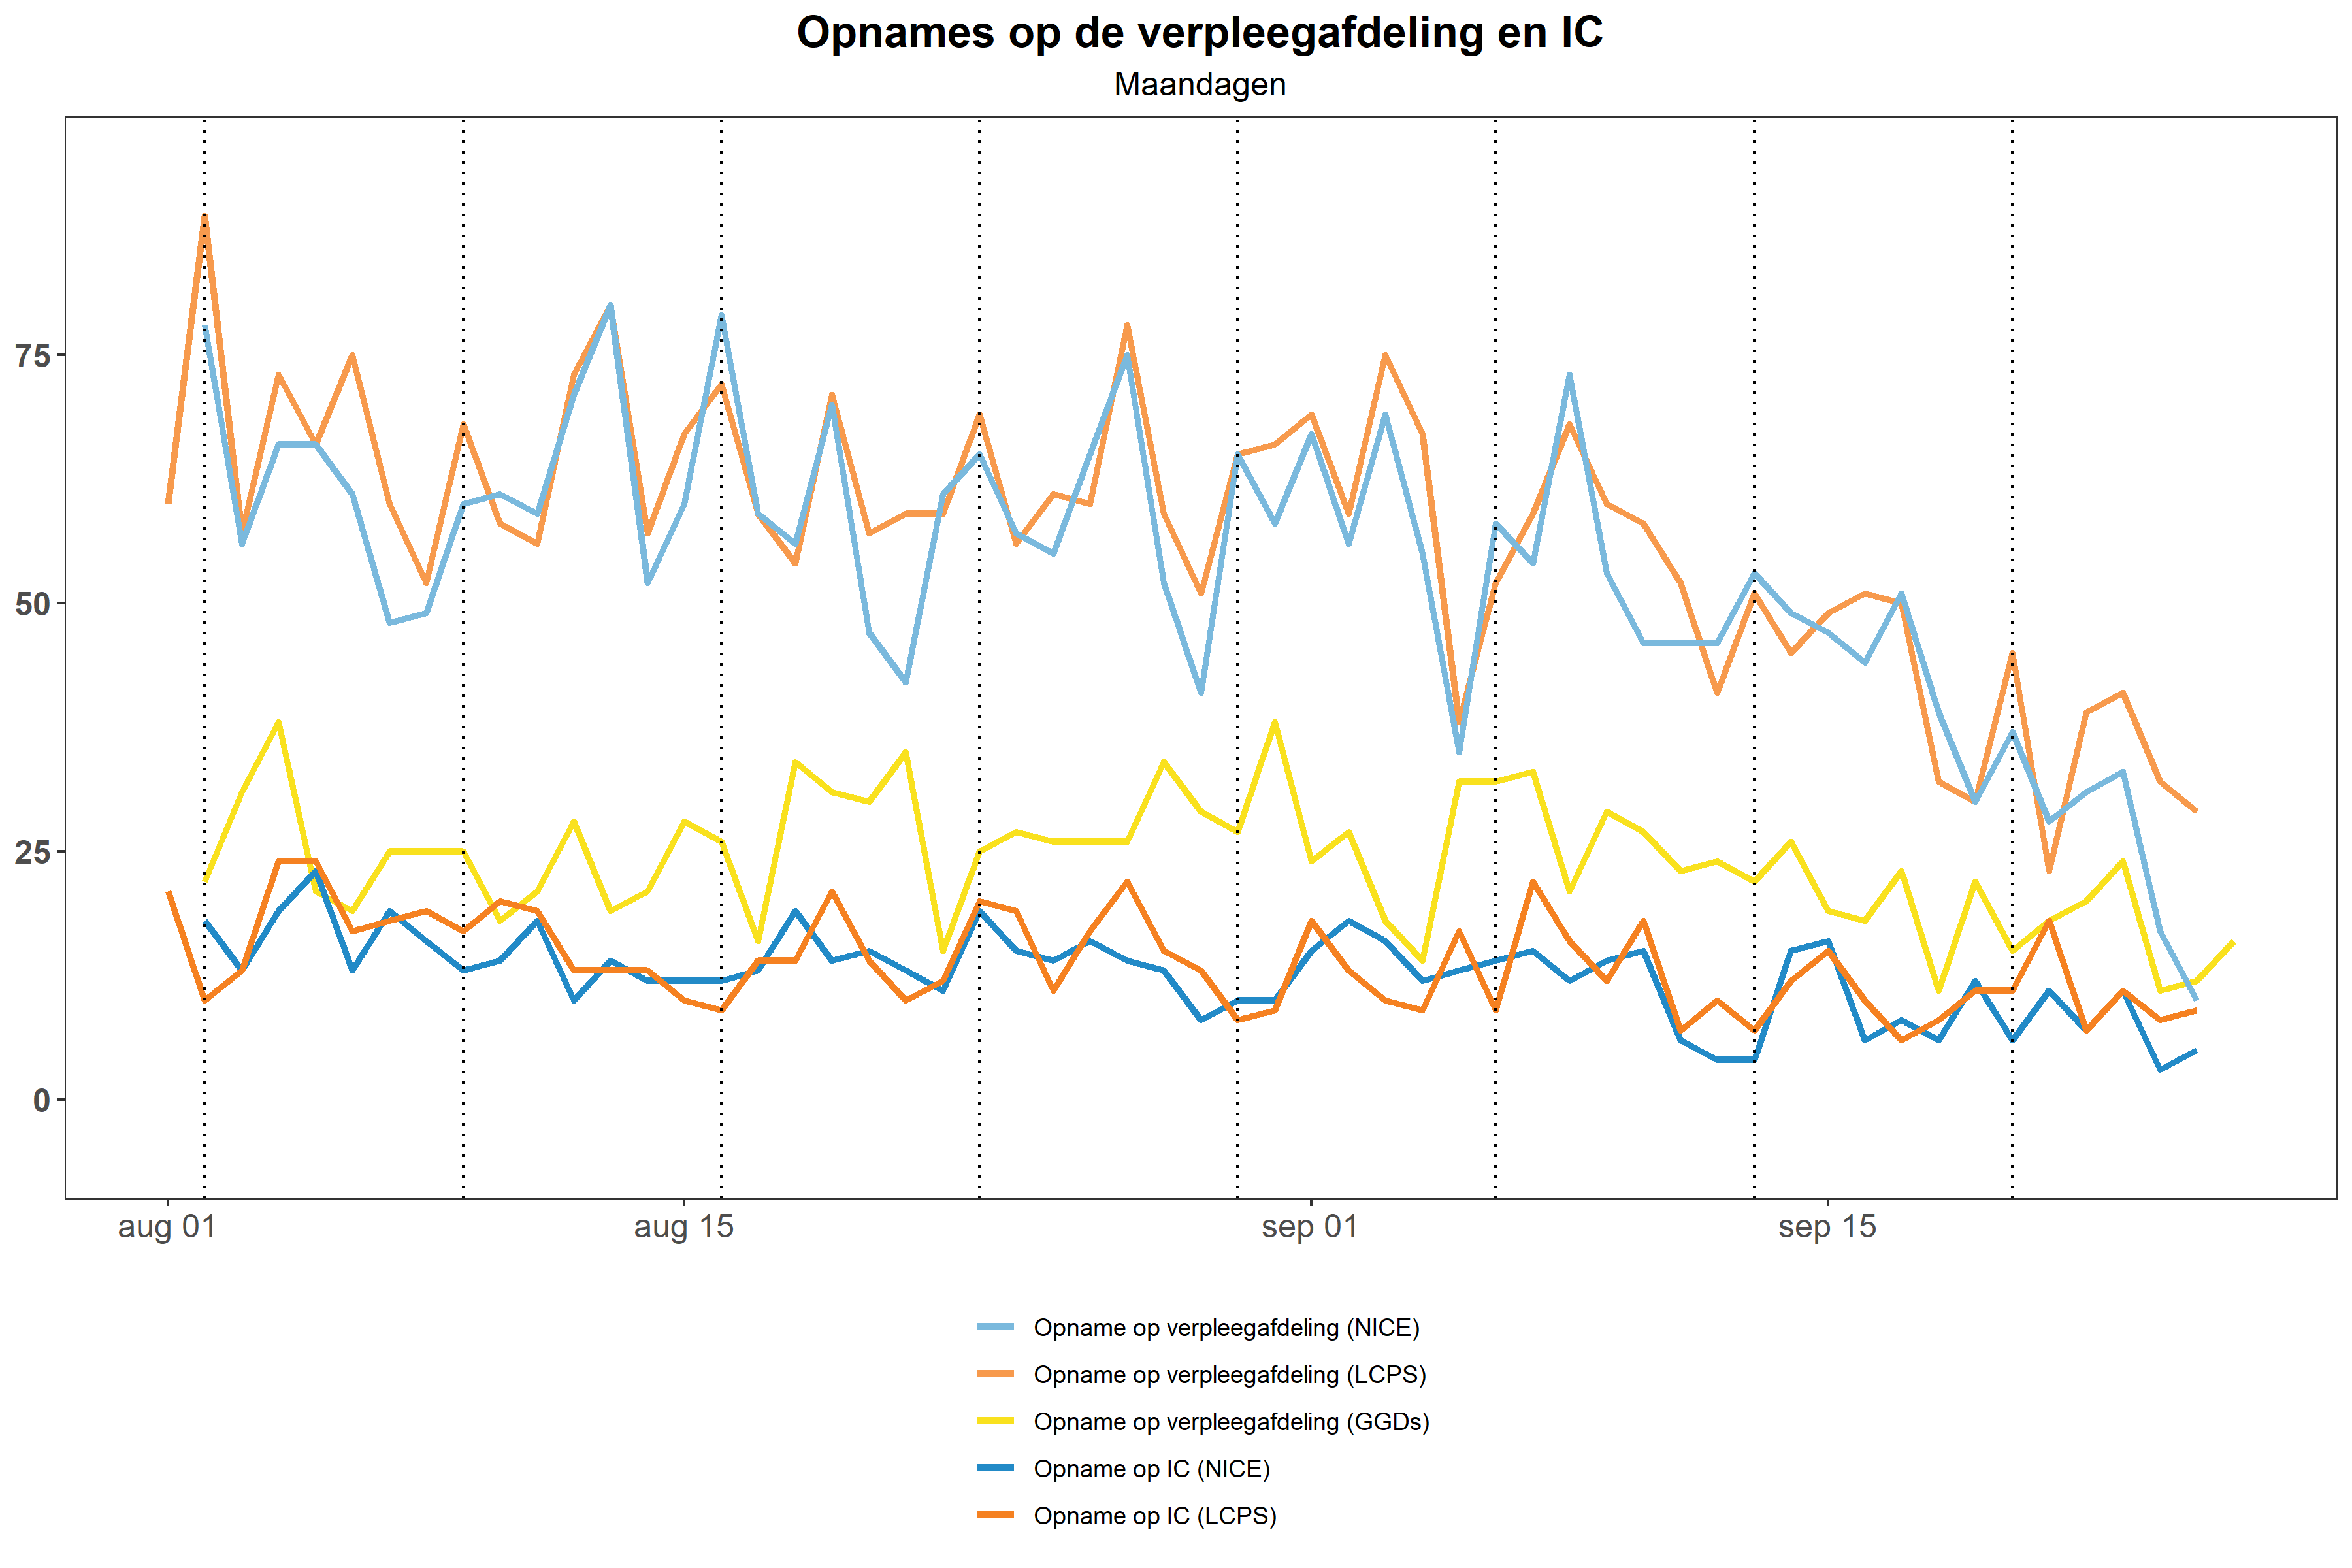 Opnames op de verpleegafdeling en IC
Maandagen
75
50
25
0
aug 01 aug 15 sep 01 sep 15
Opname op verpleegafdeling (NICE)
Opname op verpleegafdeling (LCPS)
Opname op verpleegafdeling (GGDs)
Opname op IC (NICE)
Opname op IC (LCPS)